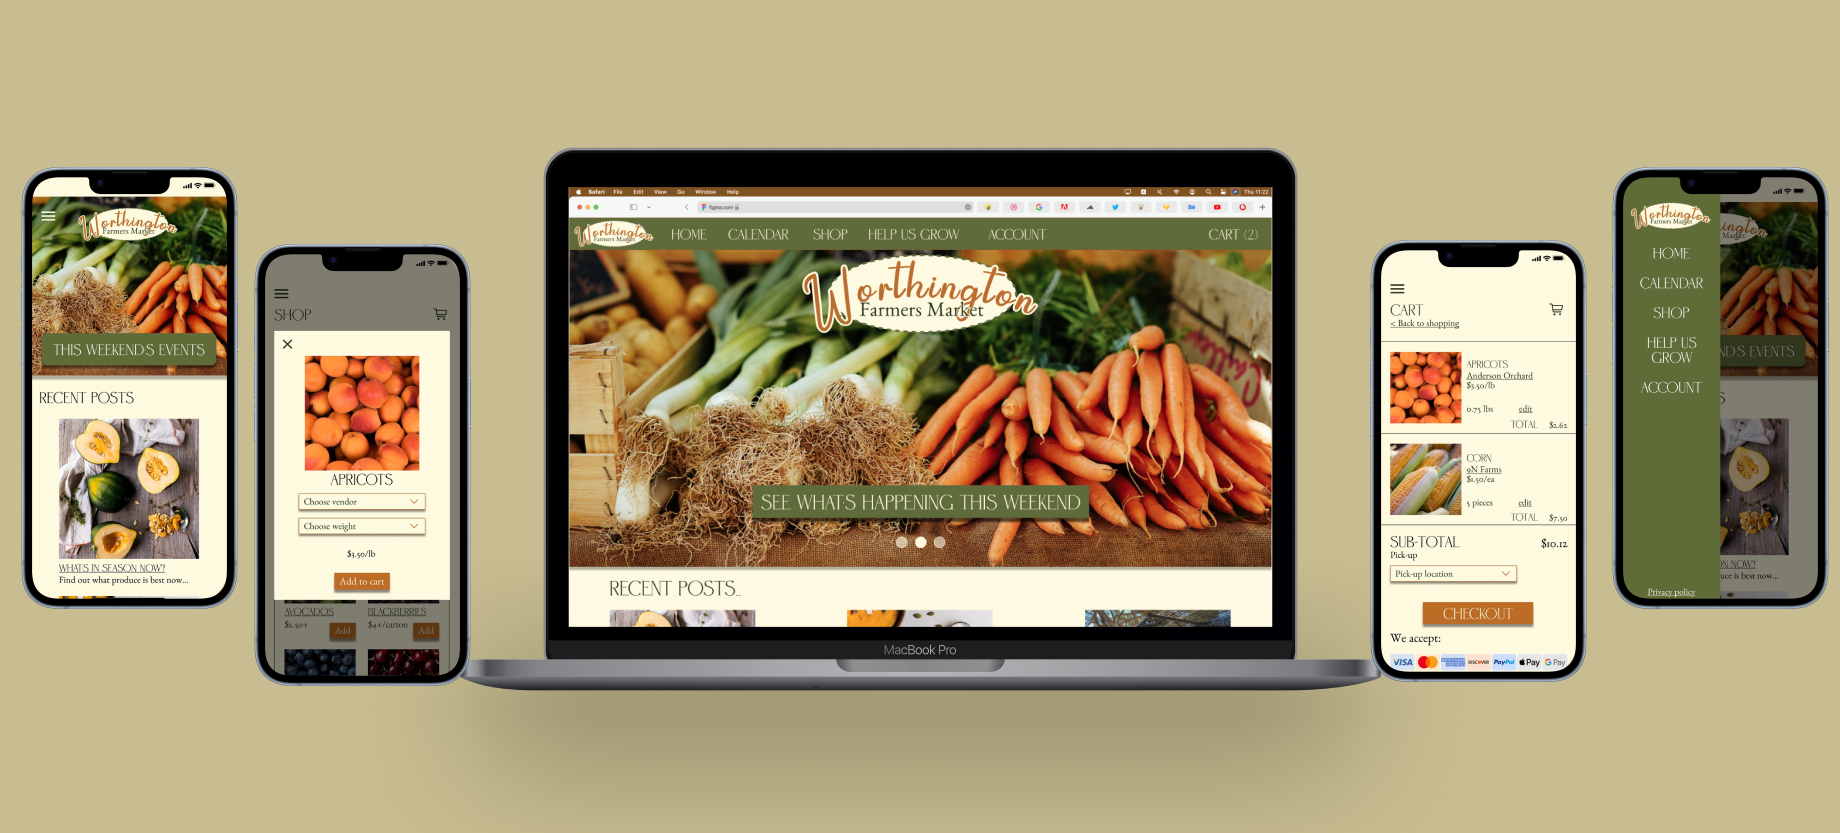 Worthington
Farmers Market
THIS WEEKEND'S EVENTS
RECENT POSTS
WHATS IN SEASON NOW?
Find out what produce is best now...
SHOP
APRICOTS
Choose vendor
Choose weight
$3.50/lb
Add to cart
AVOCADOS
BLACKBERRIES
$2.50+
$4+/carton
Add
Add
Safari File Edit View Go Window Help
Thu 11:22
figma.com
Worthington
Farmers Market
HOME CALENDAR SHOP HELP US GROW ACCOUNT CART (2)
Worthington
Farmers Market
SEE WHAT'S HAPPENING THIS WEEKEND
RECENT POSTS...
MacBook Pro
CART
< Back to shopping
APRICOTS
Anderson Orchard
$3.50/lb
0.75 lbs edit
TOTAL $2.62
CORN
9N Farms
$1.50/ea
5 pieces edit
TOTAL $7.50
SUB-TOTAL $10.12
Pick-up
Pick-up location
CHECKOUT
We accept:
VISA
DISCOVER
PayPal
Pay
G Pay
Worthington
Farmers Market
HOME
CALENDAR
SHOP
HELP US
GROW
ACCOUNT
Privacy policy
ND'S EVENTS
S
N NOW?
uce is best now...